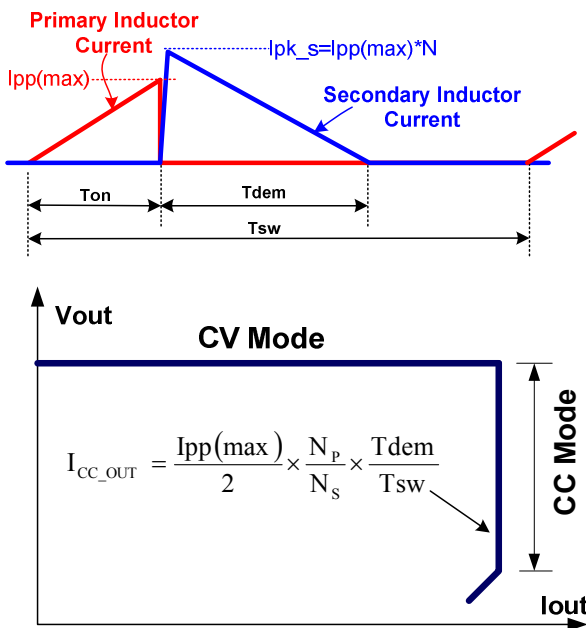 Primary Inductor
Current
Ipk_s=Ipp(max)*N
Ipp(max)
Secondary Inductor
Current
Ton
Tdem
Tsw
Vout
CV Mode
I_CC_OUT = Ipp(max)/2 × N_P/N_S × Tdem/Tsw
CC Mode
Iout